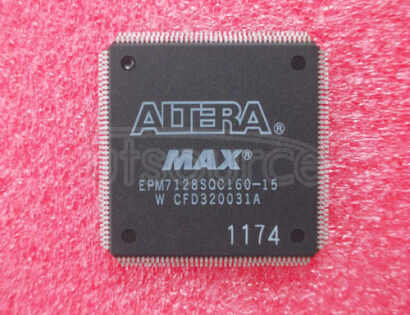 ALTERA®
MAX®
EPM7128SQC160-15
W CFD320031A
1174